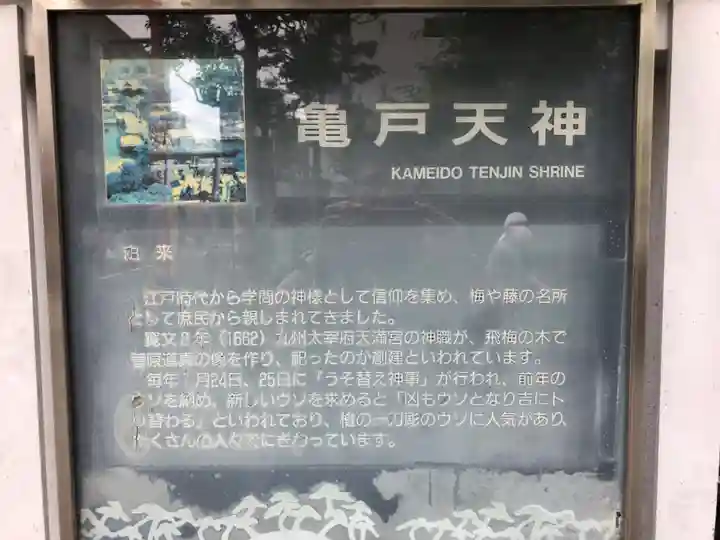 亀戸天神
KAMEIDO TENJIN SHRINE
由来
江戸時代から学問の神様として信仰を集め、梅や藤の名所
として庶民から親しまれてきました。
寛文2年（1662）九州太宰府天満宮の神職が、飛梅の木で
菅原道真の像を作り、祀ったのが創建といわれています。
毎年1月24日、25日に「うそ替え神事」が行われ、前年の
ウソを納め、新しいウソを求めると「凶もウソとなり吉にト
リ替わる」といわれており、檜の一刀彫のウソに人気があり、
たくさんの人々でにぎわっています。